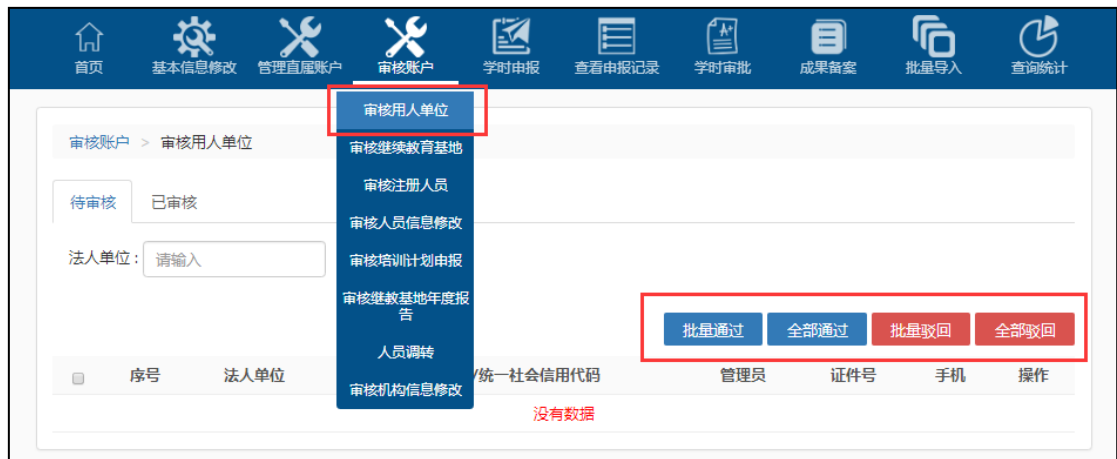 首页
基本信息修改
管理直属账户
审核账户
学时申报
查看申报记录
学时审批
成果备案
批量导入
查询统计
审核用人单位
审核继续教育基地
审核注册人员
审核人员信息修改
审核培训计划申报
审核继教基地年度报
告
人员调转
审核机构信息修改
审核账户 > 审核用人单位
待审核
已审核
法人单位：
请输入
批量通过
全部通过
批量驳回
全部驳回
序号
法人单位
/统一社会信用代码
管理员
证件号
手机
操作
没有数据